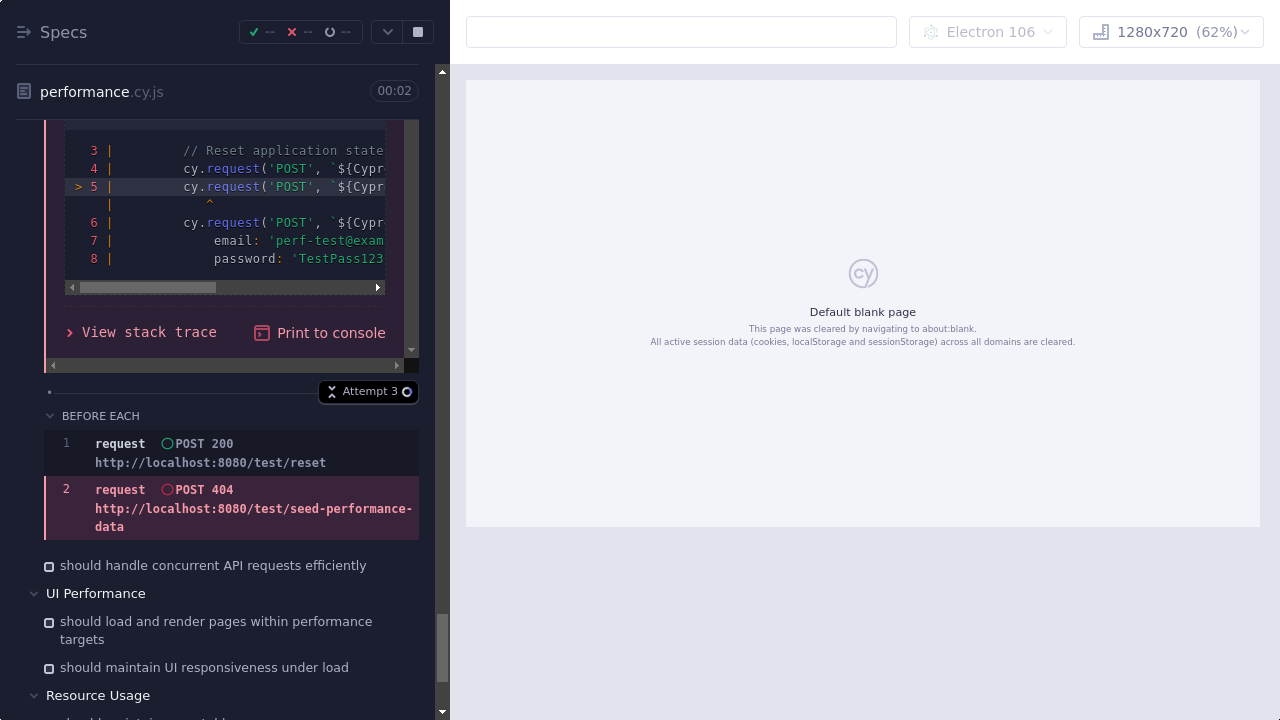 Specs
--
--
--
Electron 106
1280x720 (62%)
performance.cy.js
00:02
3 | // Reset application state
4 | cy.request('POST', `${Cypr
> 5 | cy.request('POST', `${Cypr
| ^
6 | cy.request('POST', `${Cypr
7 | email: 'perf-test@exam
8 | password: 'TestPass123
View stack trace
Print to console
Attempt 3
BEFORE EACH
1 request POST 200
http://localhost:8080/test/reset
2 request POST 404
http://localhost:8080/test/seed-performance-
data
should handle concurrent API requests efficiently
UI Performance
should load and render pages within performance
targets
should maintain UI responsiveness under load
Resource Usage
cy
Default blank page
This page was cleared by navigating to about:blank.
All active session data (cookies, localStorage and sessionStorage) across all domains are cleared.